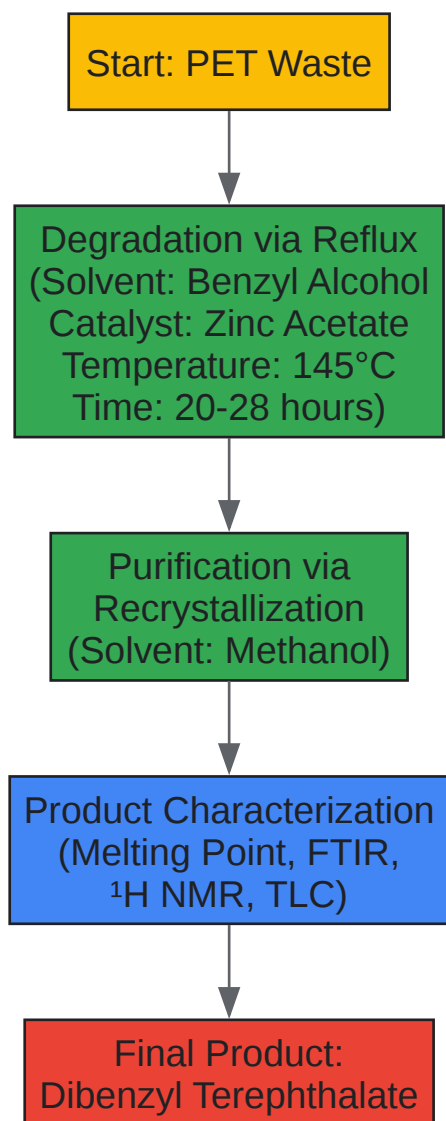 Start: PET Waste
Degradation via Reflux
(Solvent: Benzyl Alcohol
Catalyst: Zinc Acetate
Temperature: 145°C
Time: 20-28 hours)
Purification via
Recrystallization
(Solvent: Methanol)
Product Characterization
(Melting Point, FTIR,
¹H NMR, TLC)
Final Product:
Dibenzyl Terephthalate